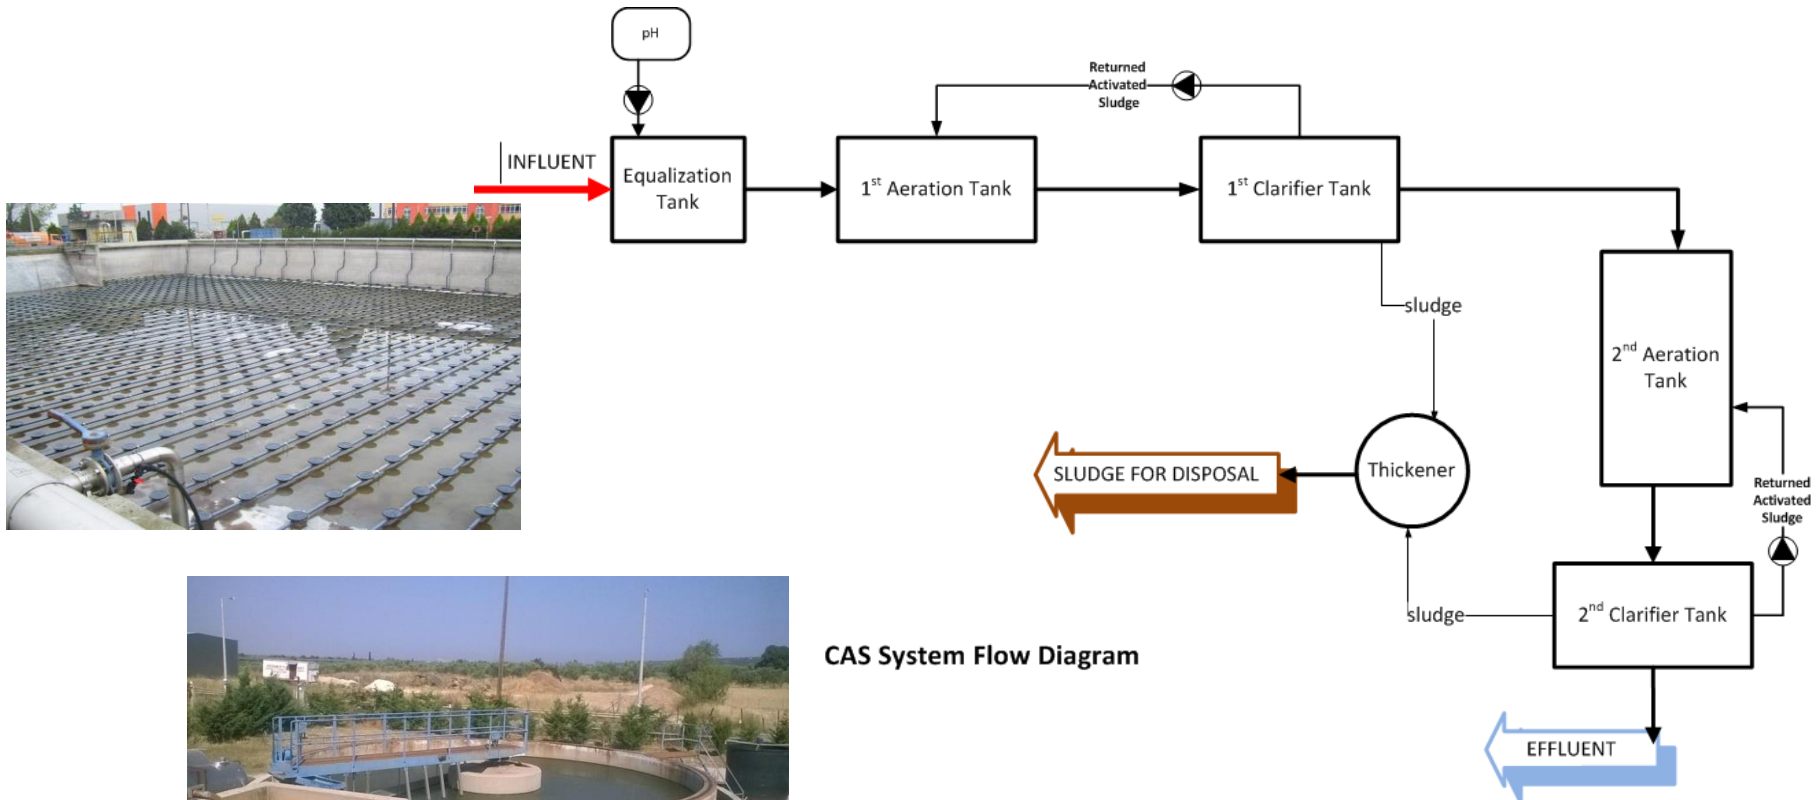 pH
Returned
Activated
Sludge
INFLUENT
Equalization
Tank
1st Aeration Tank
1st Clarifier Tank
sludge
2nd Aeration
Tank
Thickener
SLUDGE FOR DISPOSAL
Returned
Activated
Sludge
sludge
2nd Clarifier Tank
CAS System Flow Diagram
EFFLUENT